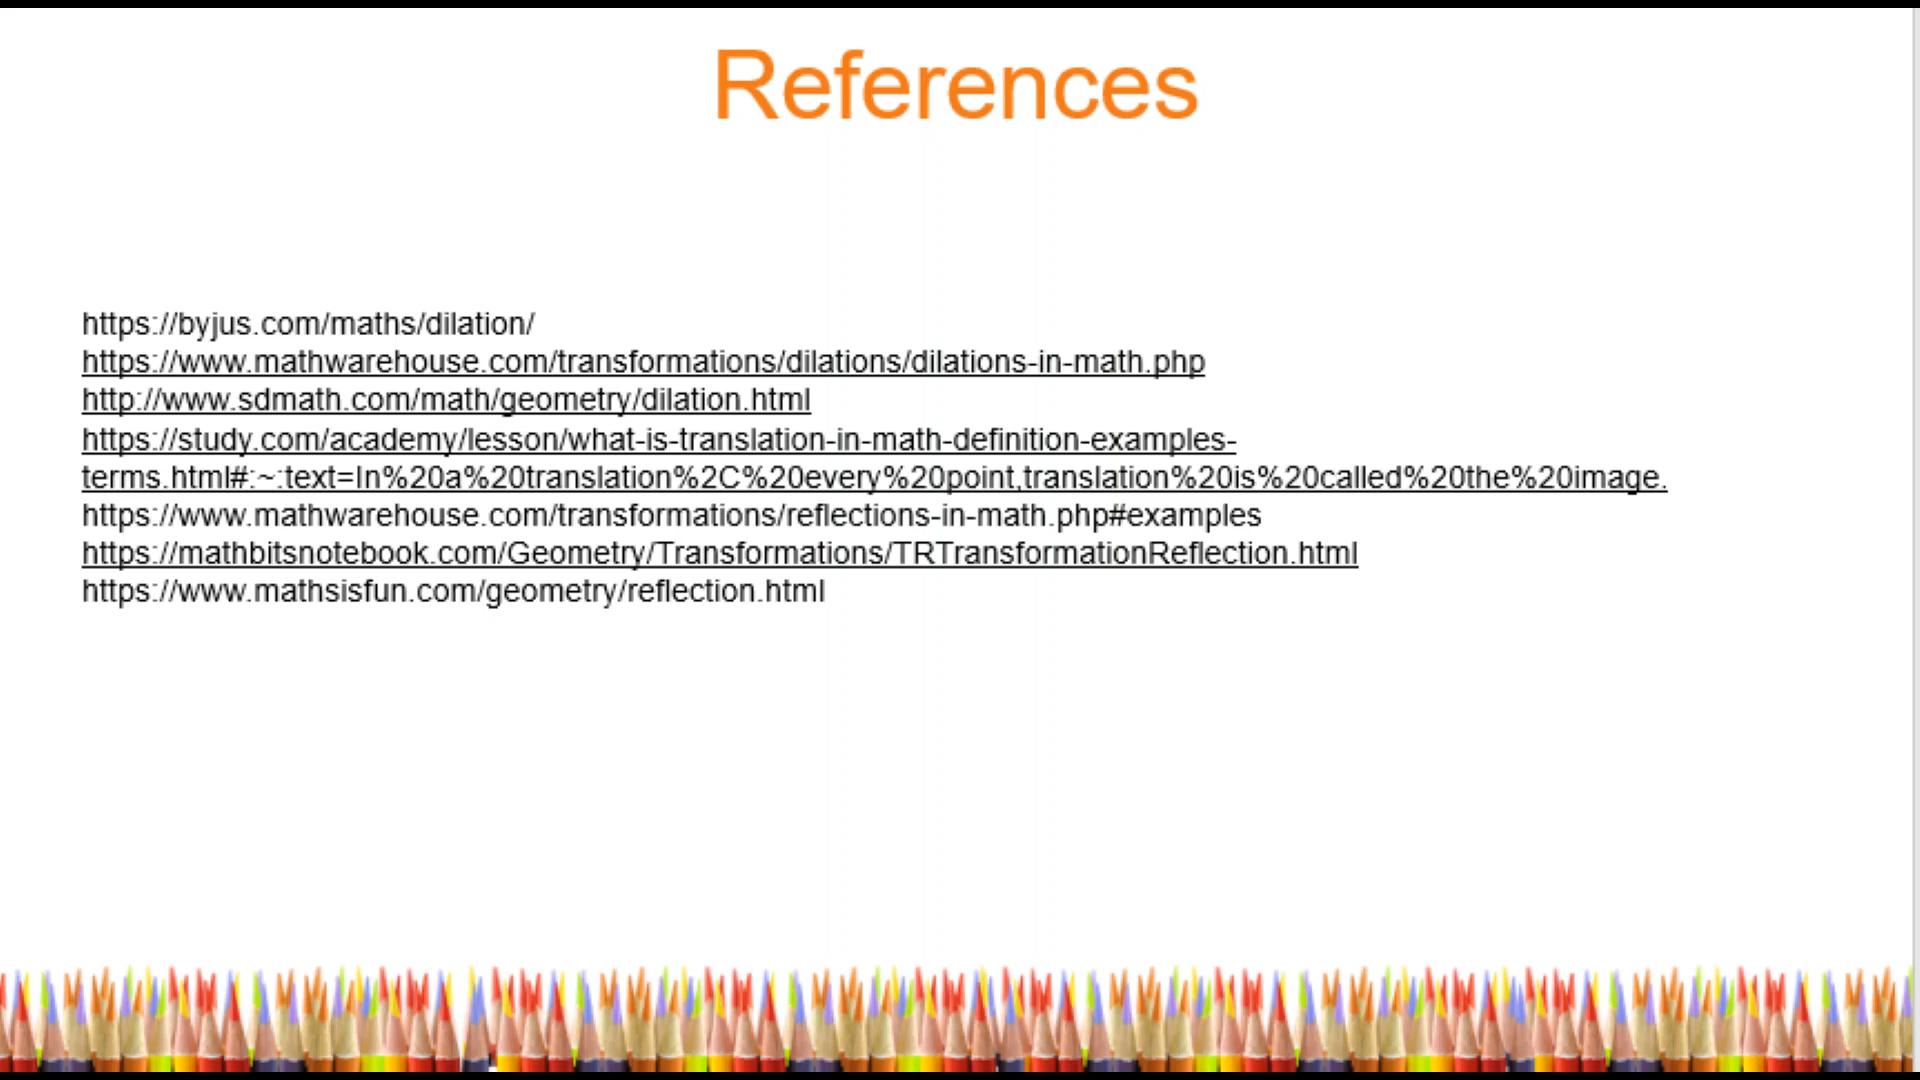 References
https://byjus.com/maths/dilation/
https://www.mathwarehouse.com/transformations/dilations/dilations-in-math.php
http://www.sdmath.com/math/geometry/dilation.html
https://study.com/academy/lesson/what-is-translation-in-math-definition-examples-
terms.html#:~:text=In%20a%20translation%2C%20every%20point,translation%20is%20called%20the%20image.
https://www.mathwarehouse.com/transformations/reflections-in-math.php#examples
https://mathbitsnotebook.com/Geometry/Transformations/TRTransformationReflection.html
https://www.mathsisfun.com/geometry/reflection.html